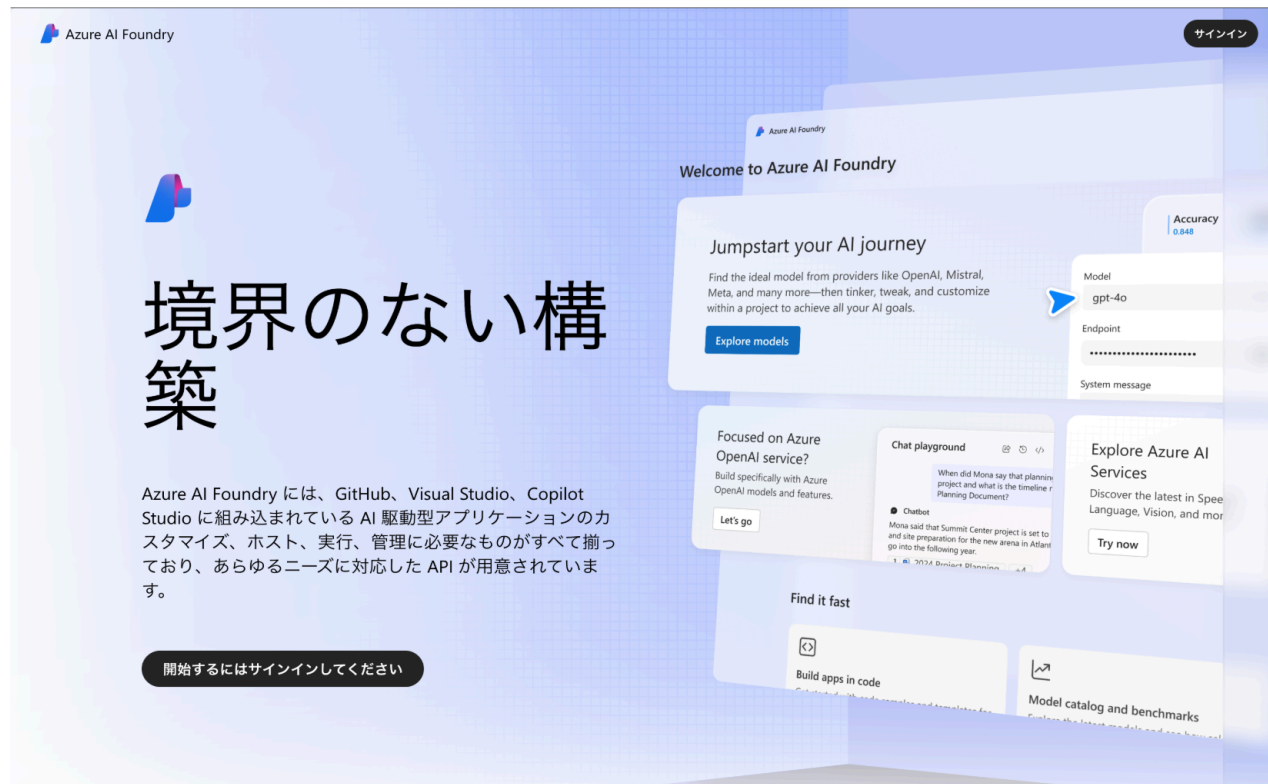 Azure AI Foundry
サインイン
境界のない構
築
Azure AI Foundry には、GitHub、Visual Studio、Copilot
Studio に組み込まれている AI 駆動型アプリケーションのカ
スタマイズ、ホスト、実行、管理に必要なものがすべて揃っ
ており、あらゆるニーズに対応した API が用意されていま
す。
開始するにはサインインしてください
Azure AI Foundry
Welcome to Azure AI Foundry
Jumpstart your AI journey
Find the ideal model from providers like OpenAI, Mistral,
Meta, and many more—then tinker, tweak, and customize
within a project to achieve all your AI goals.
Explore models
Accuracy
0.848
Model
gpt-4o
Endpoint
••••••••••••••••••••••••
System message
Focused on Azure
OpenAI service?
Build specifically with Azure
OpenAI models and features.
Let's go
Chat playground
When did Mona say that planning
project and what is the timeline
Planning Document?
Chatbot
Mona said that Summit Center project is set to
and site preparation for the new arena in Atlant
go into the following year.
1 2024 Project Planning +4
Explore Azure AI
Services
Discover the latest in Spee
Language, Vision, and mor
Try now
Find it fast
Build apps in code
Model catalog and benchmarks